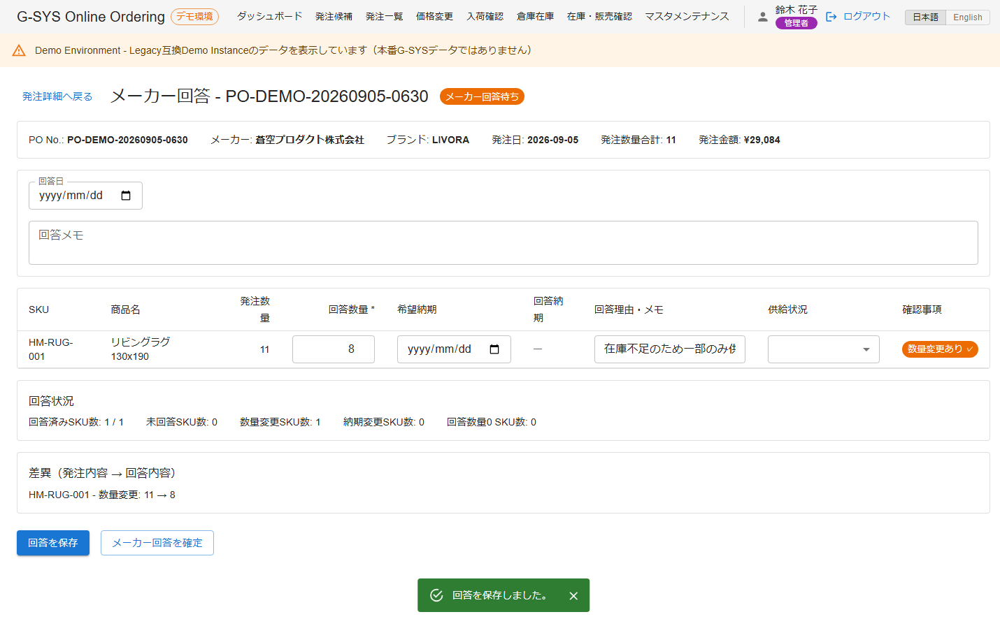 G-SYS Online Ordering デモ環境 ダッシュボード 発注候補 発注一覧 価格変更 入荷確認 倉庫在庫 在庫・販売確認 マスタメンテナンス 鈴木 花子 管理者 ログアウト 日本語 English
Demo Environment - Legacy互換Demo Instanceのデータを表示しています（本番G-SYSデータではありません）
発注詳細へ戻る メーカー回答 - PO-DEMO-20260905-0630 メーカー回答待ち
PO No.: PO-DEMO-20260905-0630 メーカー: 蒼空プロダクト株式会社 ブランド: LIVORA 発注日: 2026-09-05 発注数量合計: 11 発注金額: ¥29,084
回答日
yyyy/mm/dd
回答メモ
SKU 商品名 発注数量 回答数量 * 希望納期 回答納期 回答理由・メモ 供給状況 確認事項
HM-RUG-001 リビングラグ 130x190 11 8 yyyy/mm/dd — 在庫不足のため一部のみ 数量変更あり ✓
回答状況
回答済みSKU数: 1 / 1 未回答SKU数: 0 数量変更SKU数: 1 納期変更SKU数: 0 回答数量0 SKU数: 0
差異（発注内容 → 回答内容）
HM-RUG-001 - 数量変更: 11 → 8
回答を保存 メーカー回答を確定
回答を保存しました。